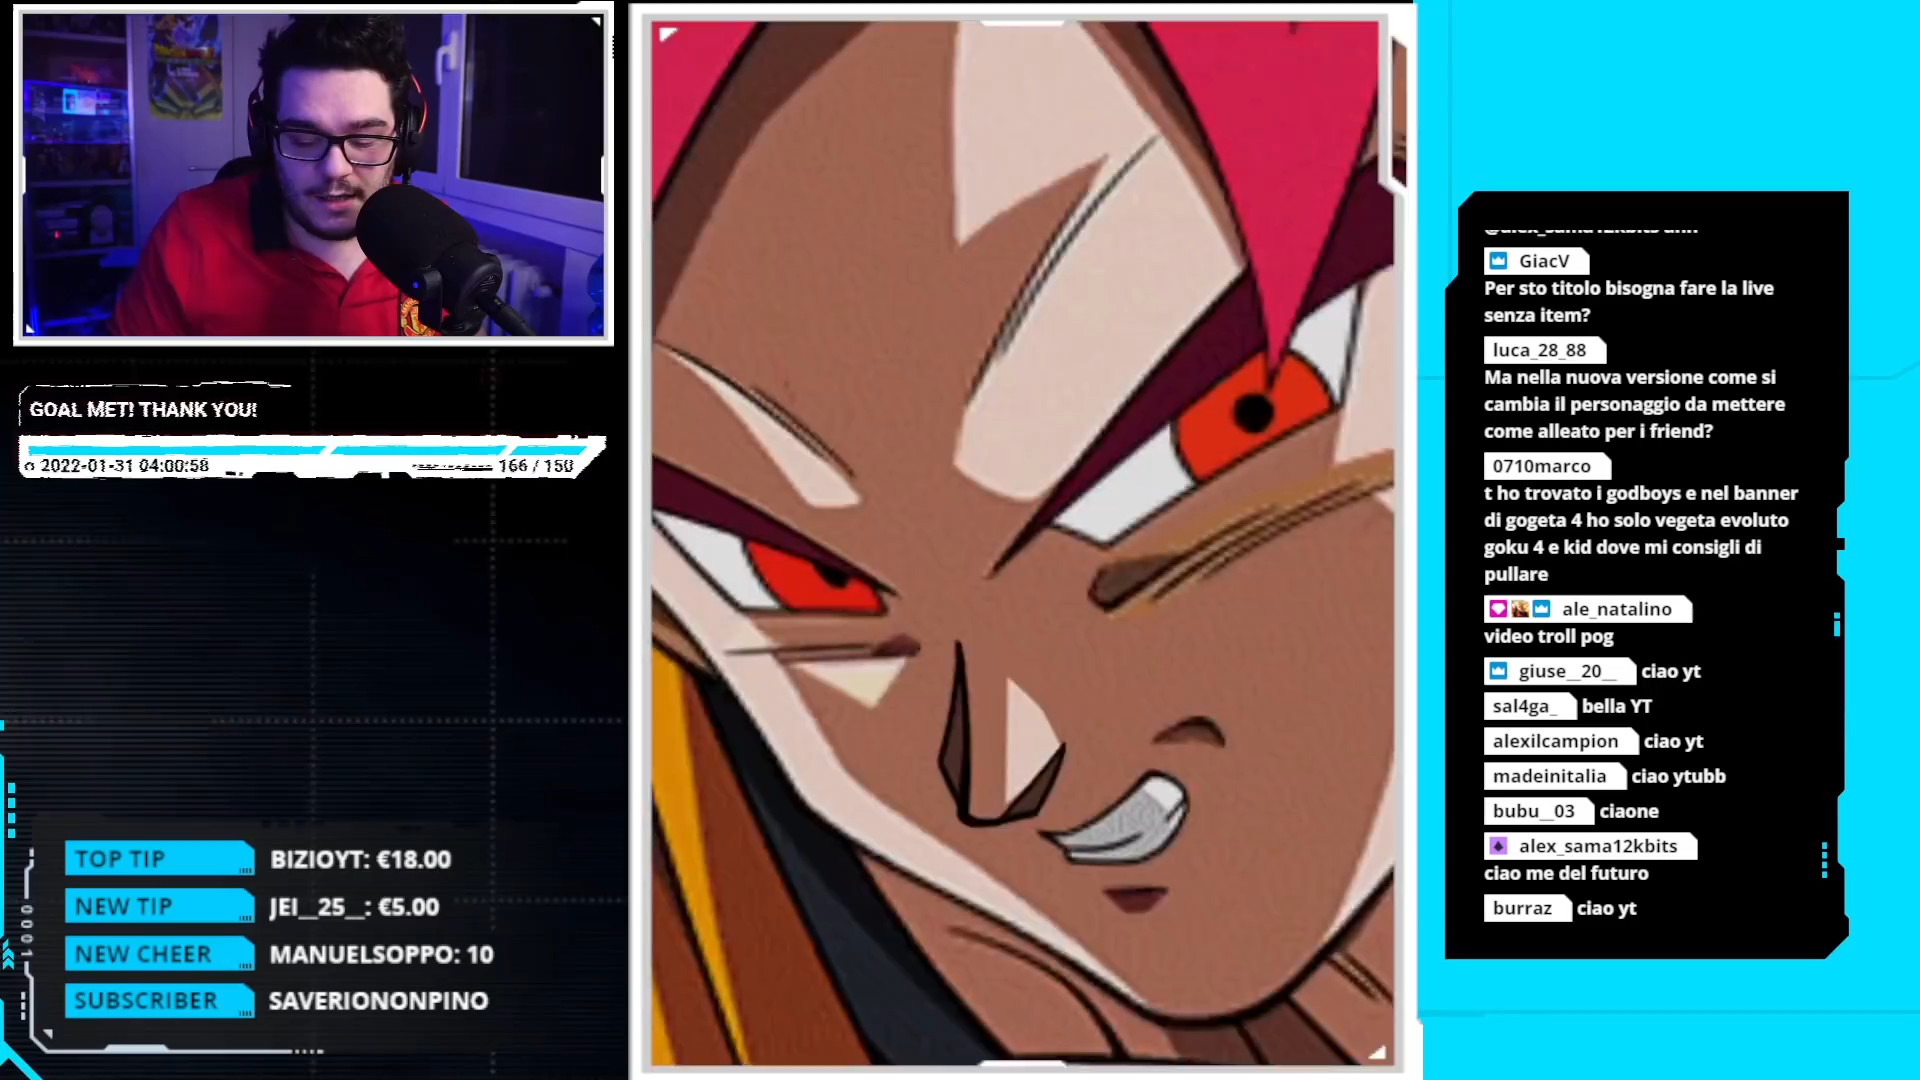 GOAL MET! THANK YOU!
2022-01-31 04:00:58
166 / 150
TOP TIP
BIZIOYT: €18.00
NEW TIP
JEI__25__: €5.00
NEW CHEER
MANUELSOPPO: 10
SUBSCRIBER
SAVERIONONPINO
0001
GiacV
Per sto titolo bisogna fare la live
senza item?
luca_28_88
Ma nella nuova versione come si
cambia il personaggio da mettere
come alleato per i friend?
0710marco
t ho trovato i godboys e nel banner
di gogeta 4 ho solo vegeta evoluto
goku 4 e kid dove mi consigli di
pullare
ale_natalino
video troll pog
giuse__20__ ciao yt
sal4ga_ bella YT
alexilcampion ciao yt
madeinitalia ciao ytubb
bubu__03 ciaone
alex_sama12kbits
ciao me del futuro
burraz ciao yt